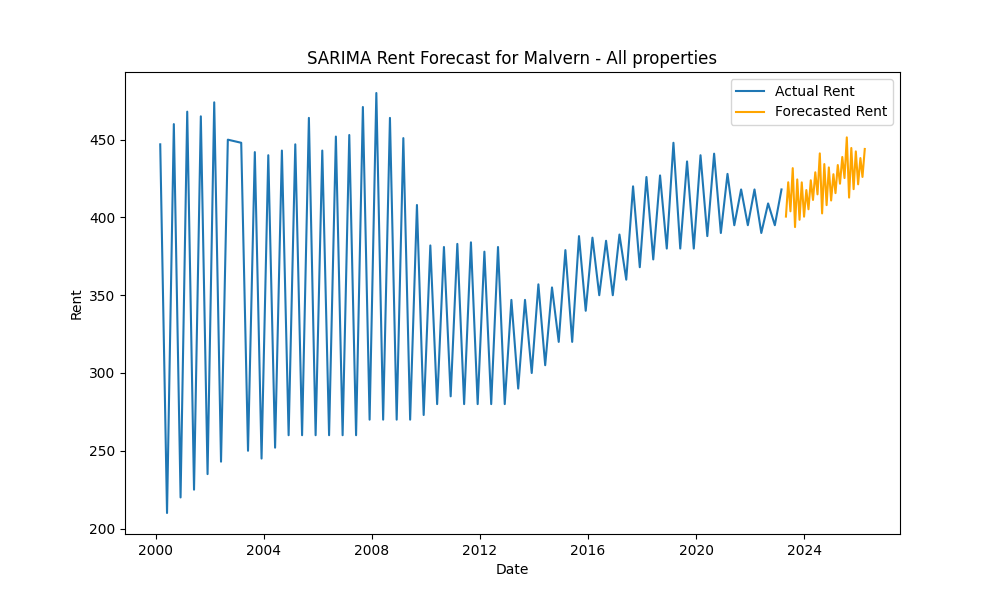 SARIMA Rent Forecast for Malvern - All properties
Actual Rent
Forecasted Rent
450
400
350
300
250
200
Rent
2000 2004 2008 2012 2016 2020 2024
Date